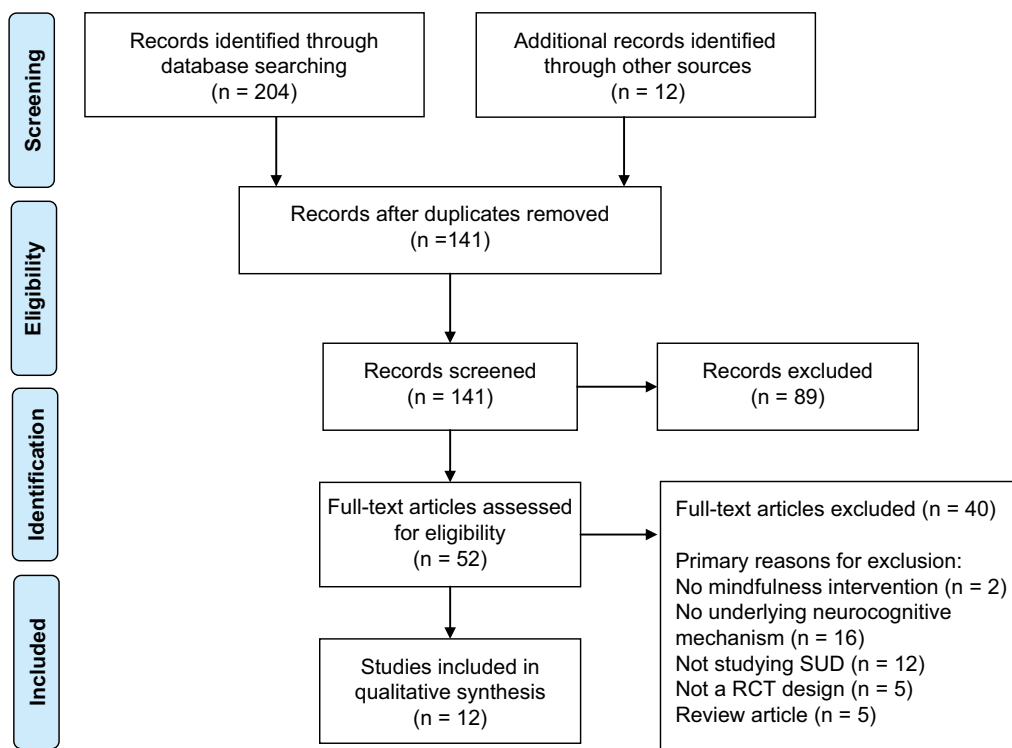 Screening
Records identified through
database searching
(n = 204)
Additional records identified
through other sources
(n = 12)
Records after duplicates removed
(n =141)
Eligibility
Records screened
(n = 141)
Records excluded
(n = 89)
Identification
Full-text articles assessed
for eligibility
(n = 52)
Full-text articles excluded (n = 40)
Primary reasons for exclusion:
No mindfulness intervention (n = 2)
No underlying neurocognitive
mechanism (n = 16)
Not studying SUD (n = 12)
Not a RCT design (n = 5)
Review article (n = 5)
Included
Studies included in
qualitative synthesis
(n = 12)